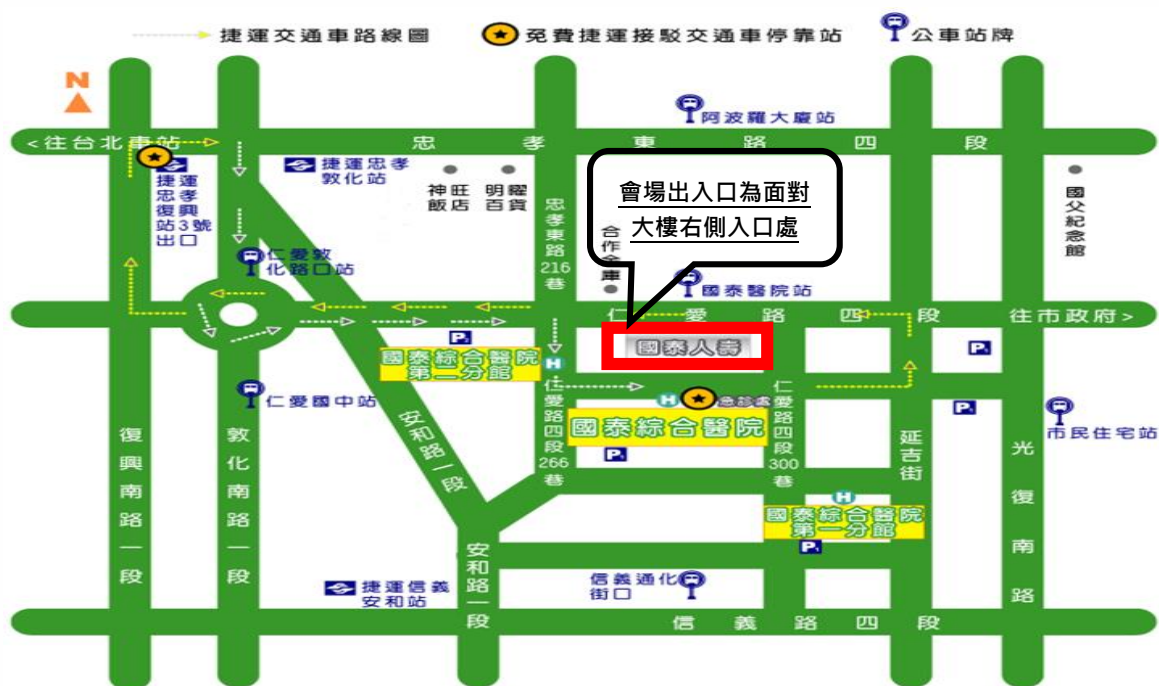 捷運交通車路線圖
免費捷運接駁交通車停靠站
公車站牌
N
阿波羅大廈站
<往台北車站
忠孝東路四段
捷運
忠孝
復興
站3號
出口
捷運忠孝
敦化站
神旺
飯店
明曜
百貨
忠孝東路216巷
合作金庫
會場出入口為面對
大樓右側入口處
國父紀念館
仁愛敦
化路口站
國泰醫院站
仁愛路四段
往市政府>
國泰人壽
P
國泰綜合醫院
第二分館
H
P
仁愛國中站
仁愛路四段266巷
H
急診處
國泰綜合醫院
P
仁愛路四段300巷
P
市民住宅站
安和路一段
復興南路一段
敦化南路一段
延吉街
光復南路
H
國泰綜合醫院
第一分館
P
安和路一段
捷運信義
安和站
信義通化
街口
信義路四段